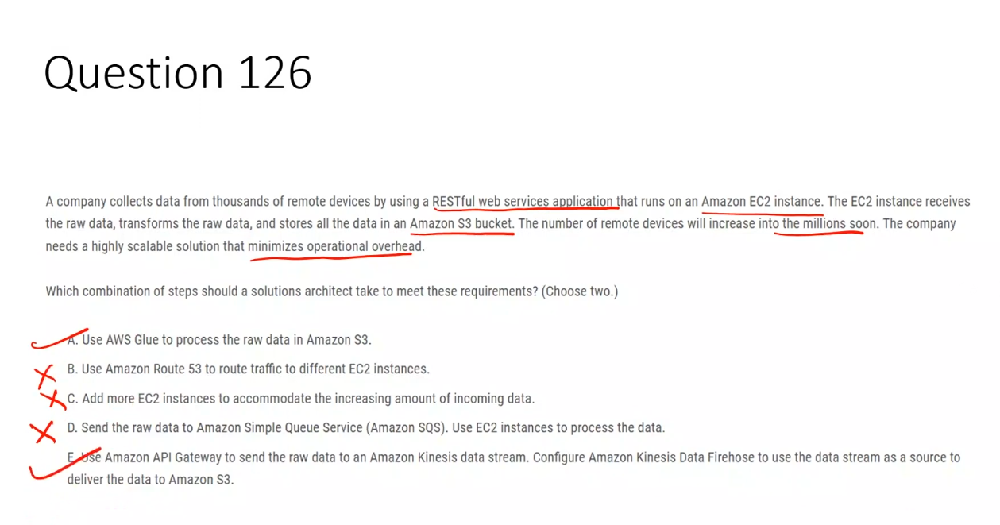 Question 126
A company collects data from thousands of remote devices by using a RESTful web services application that runs on an Amazon EC2 instance. The EC2 instance receives
the raw data, transforms the raw data, and stores all the data in an Amazon S3 bucket. The number of remote devices will increase into the millions soon. The company
needs a highly scalable solution that minimizes operational overhead.
Which combination of steps should a solutions architect take to meet these requirements? (Choose two.)
A. Use AWS Glue to process the raw data in Amazon S3.
B. Use Amazon Route 53 to route traffic to different EC2 instances.
C. Add more EC2 instances to accommodate the increasing amount of incoming data.
D. Send the raw data to Amazon Simple Queue Service (Amazon SQS). Use EC2 instances to process the data.
E. Use Amazon API Gateway to send the raw data to an Amazon Kinesis data stream. Configure Amazon Kinesis Data Firehose to use the data stream as a source to
deliver the data to Amazon S3.